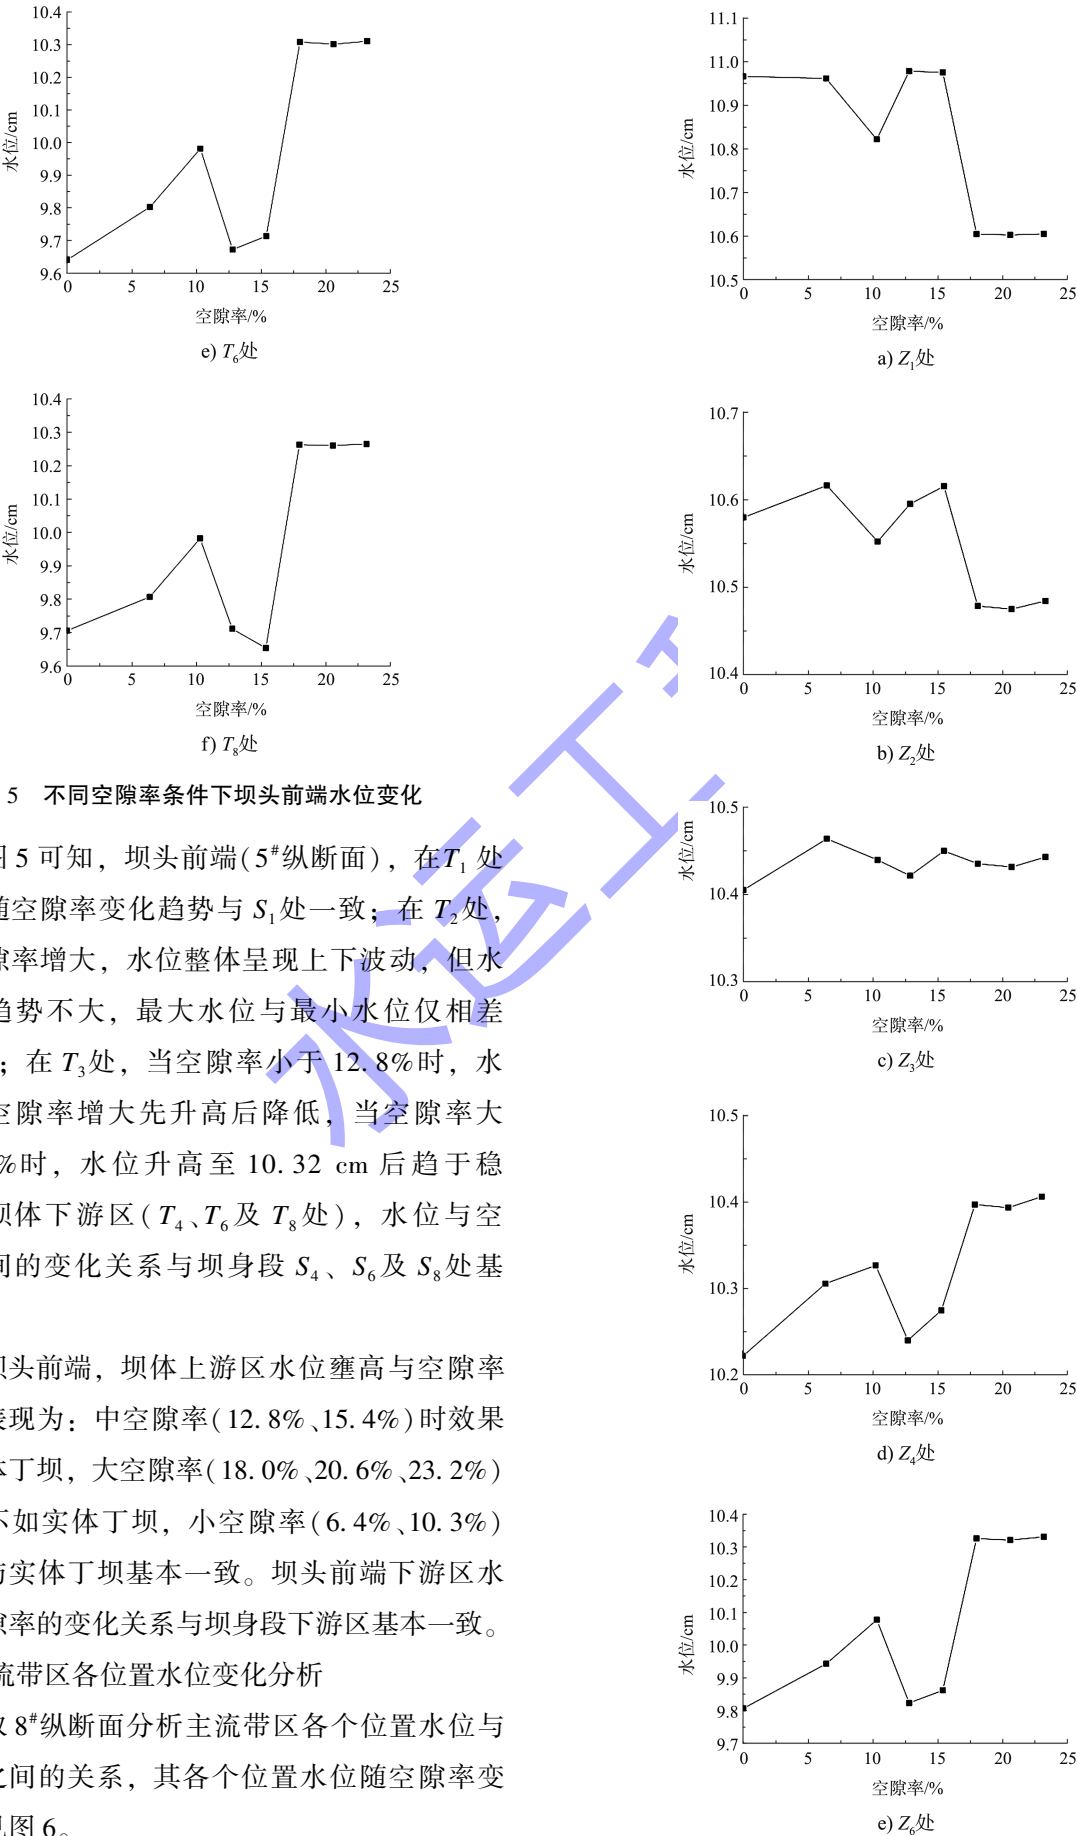 10.4
10.3
10.2
10.1
10.0
9.9
9.8
9.7
9.6
水位/cm
0 5 10 15 20 25
空隙率/%
e) T₆处
10.4
10.3
10.2
10.1
10.0
9.9
9.8
9.7
9.6
水位/cm
0 5 10 15 20 25
空隙率/%
f) T₈处
5 不同空隙率条件下坝头前端水位变化
图 5 可知，坝头前端(5#纵断面)，在T₁ 处
随空隙率变化趋势与 S₁处一致；在 T₂处，
隙率增大，水位整体呈现上下波动，但水
趋势不大，最大水位与最小水位仅相差
；在 T₃处，当空隙率小于 12.8%时，水
空隙率增大先升高后降低，当空隙率大
%时，水位升高至 10.32 cm 后趋于稳
坝体下游区(T₄、T₆及 T₈处)，水位与空
间的变化关系与坝身段 S₄、S₆及 S₈处基
坝头前端，坝体上游区水位壅高与空隙率
表现为：中空隙率(12.8%、15.4%)时效果
体丁坝，大空隙率(18.0%、20.6%、23.2%)
不如实体丁坝，小空隙率(6.4%、10.3%)
与实体丁坝基本一致。坝头前端下游区水
隙率的变化关系与坝身段下游区基本一致。
流带区各位置水位变化分析
取 8#纵断面分析主流带区各个位置水位与
之间的关系，其各个位置水位随空隙率变
见图 6。
11.1
11.0
10.9
10.8
10.7
10.6
10.5
水位/cm
0 5 10 15 20 25
空隙率/%
a) Z₁处
10.7
10.6
10.5
10.4
水位/cm
0 5 10 15 20 25
空隙率/%
b) Z₂处
10.5
10.4
10.3
水位/cm
0 5 10 15 20 25
空隙率/%
c) Z₃处
10.5
10.4
10.3
10.2
水位/cm
0 5 10 15 20 25
空隙率/%
d) Z₄处
10.4
10.3
10.2
10.1
10.0
9.9
9.8
9.7
水位/cm
0 5 10 15 20 25
空隙率/%
e) Z₆处
水运工